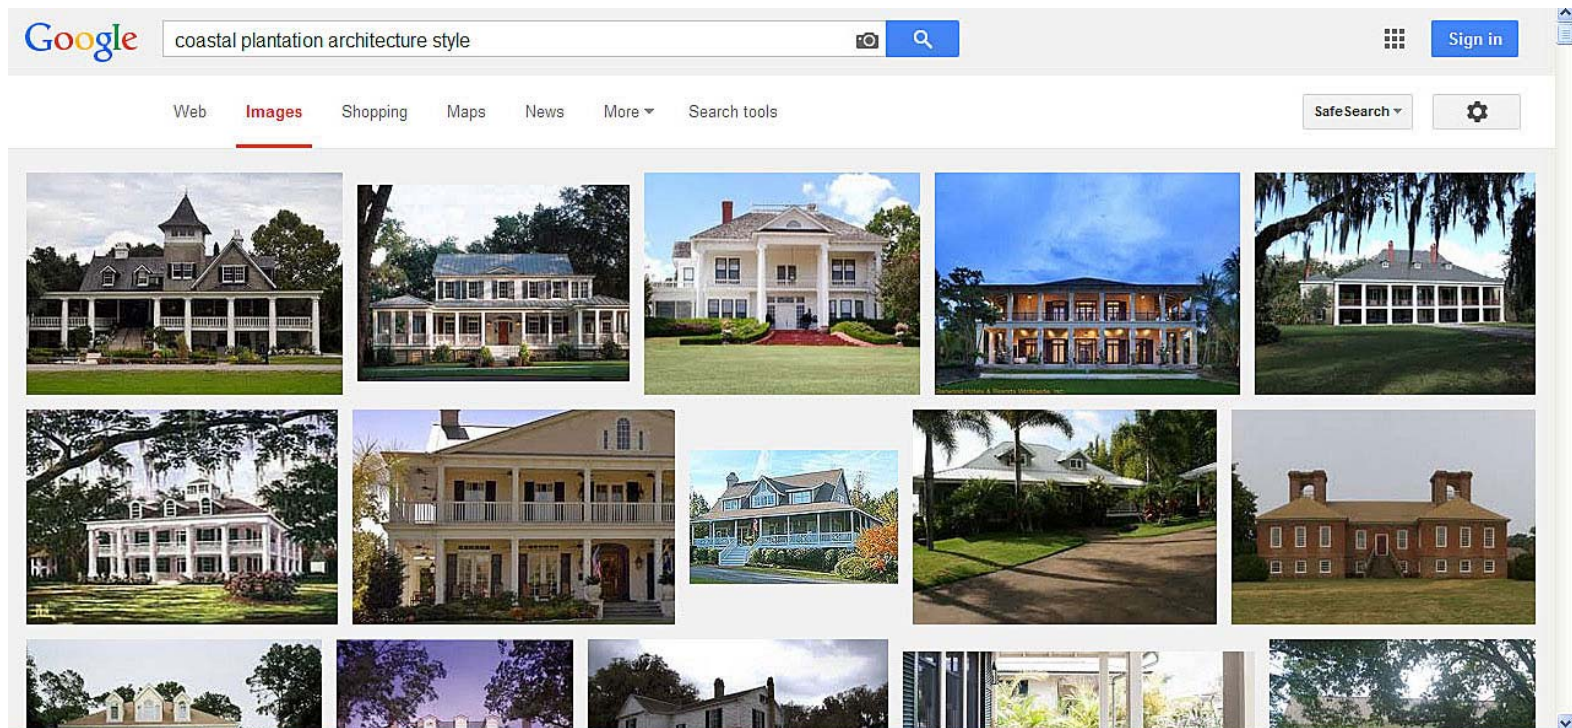 Google
coastal plantation architecture style
Sign in
Web Images Shopping Maps News More Search tools
SafeSearch